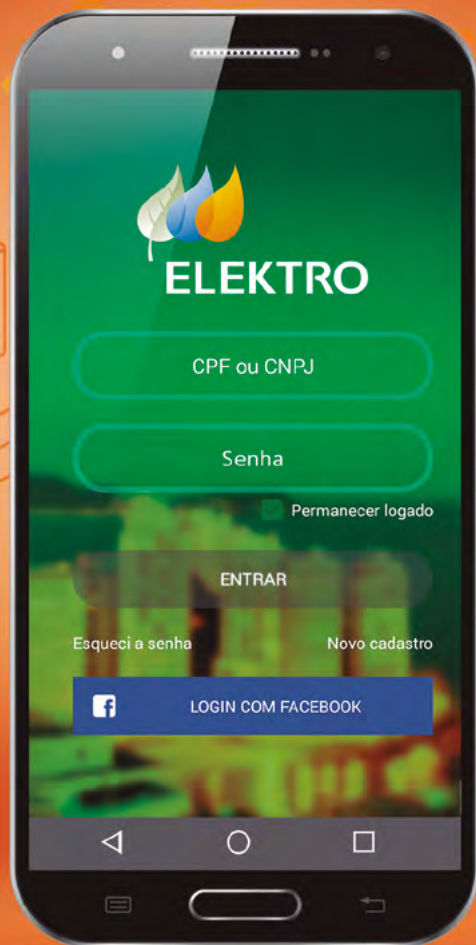 ELEKTRO
CPF ou CNPJ
Senha
Permanecer logado
ENTRAR
Esqueci a senha
Novo cadastro
LOGIN COM FACEBOOK